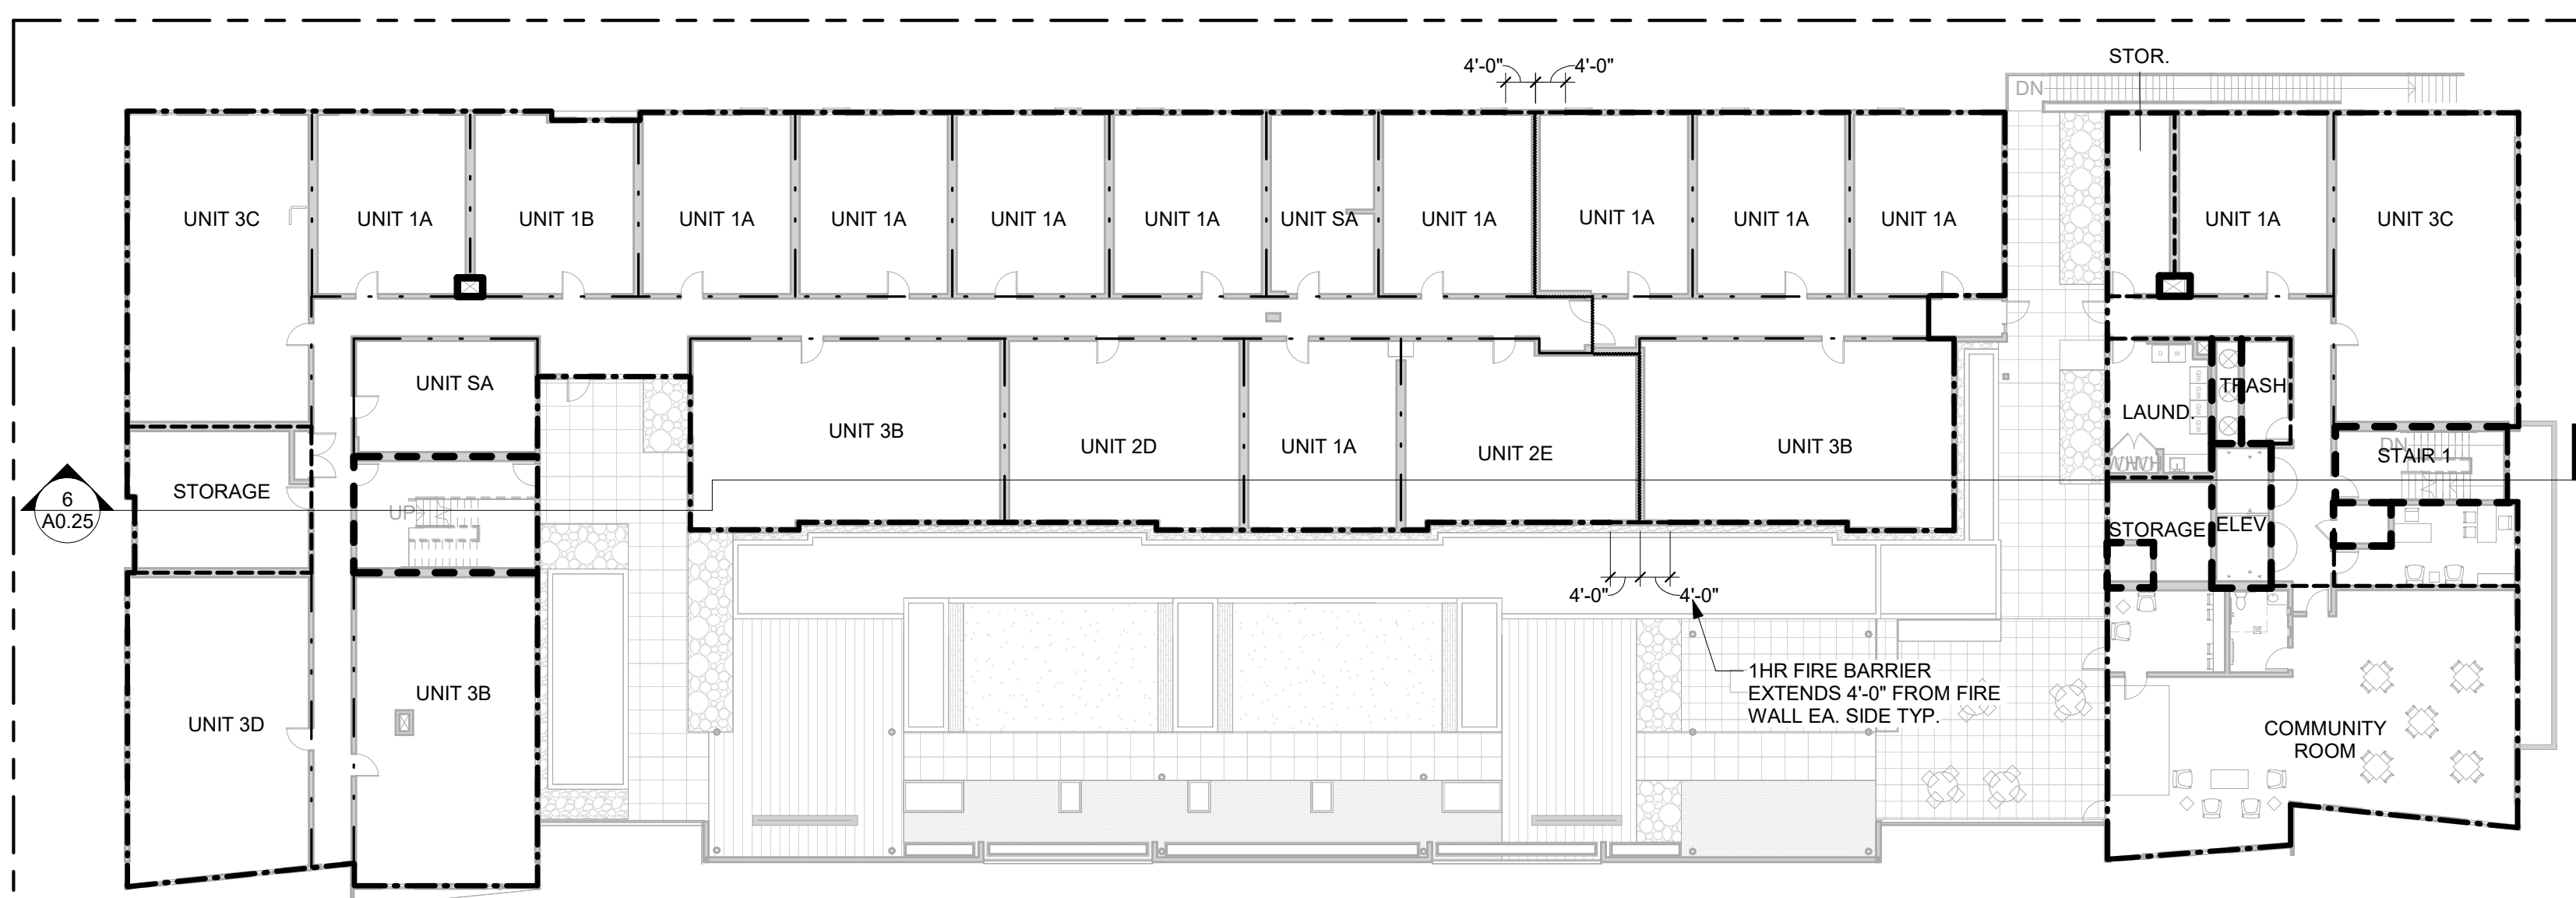 STOR.
4'-0" 4'-0"
DN
UNIT 3C
UNIT 1A
UNIT 1B
UNIT 1A
UNIT 1A
UNIT 1A
UNIT 1A
UNIT SA
UNIT 1A
UNIT 1A
UNIT 1A
UNIT 1A
UNIT 1A
UNIT 3C
UNIT SA
UNIT 3B
UNIT 2D
UNIT 1A
UNIT 2E
UNIT 3B
D W
TRASH
LAUND.
DN
STAIR 1
6
A0.25
STORAGE
UP
STORAGE
ELEV
4'-0" 4'-0"
1HR FIRE BARRIER
EXTENDS 4'-0" FROM FIRE
WALL EA. SIDE TYP.
UNIT 3D
UNIT 3B
COMMUNITY
ROOM